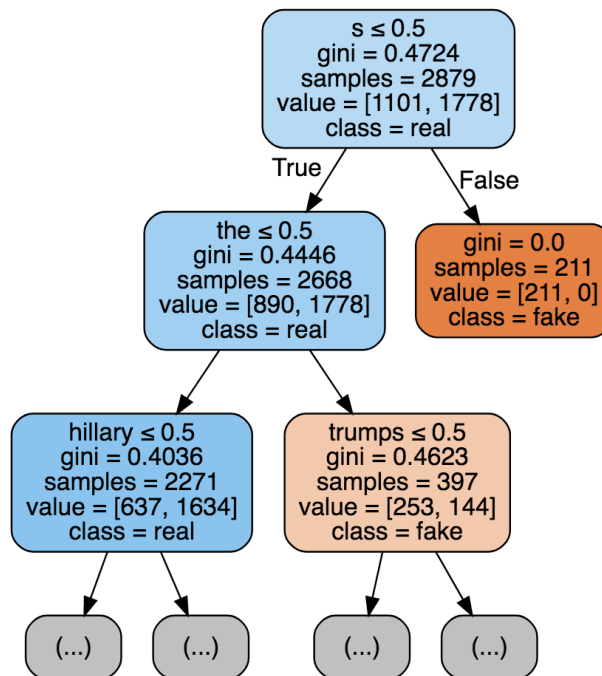 s ≤ 0.5
gini = 0.4724
samples = 2879
value = [1101, 1778]
class = real
True
False
the ≤ 0.5
gini = 0.4446
samples = 2668
value = [890, 1778]
class = real
gini = 0.0
samples = 211
value = [211, 0]
class = fake
hillary ≤ 0.5
gini = 0.4036
samples = 2271
value = [637, 1634]
class = real
trumps ≤ 0.5
gini = 0.4623
samples = 397
value = [253, 144]
class = fake
(...)
(...)
(...)
(...)